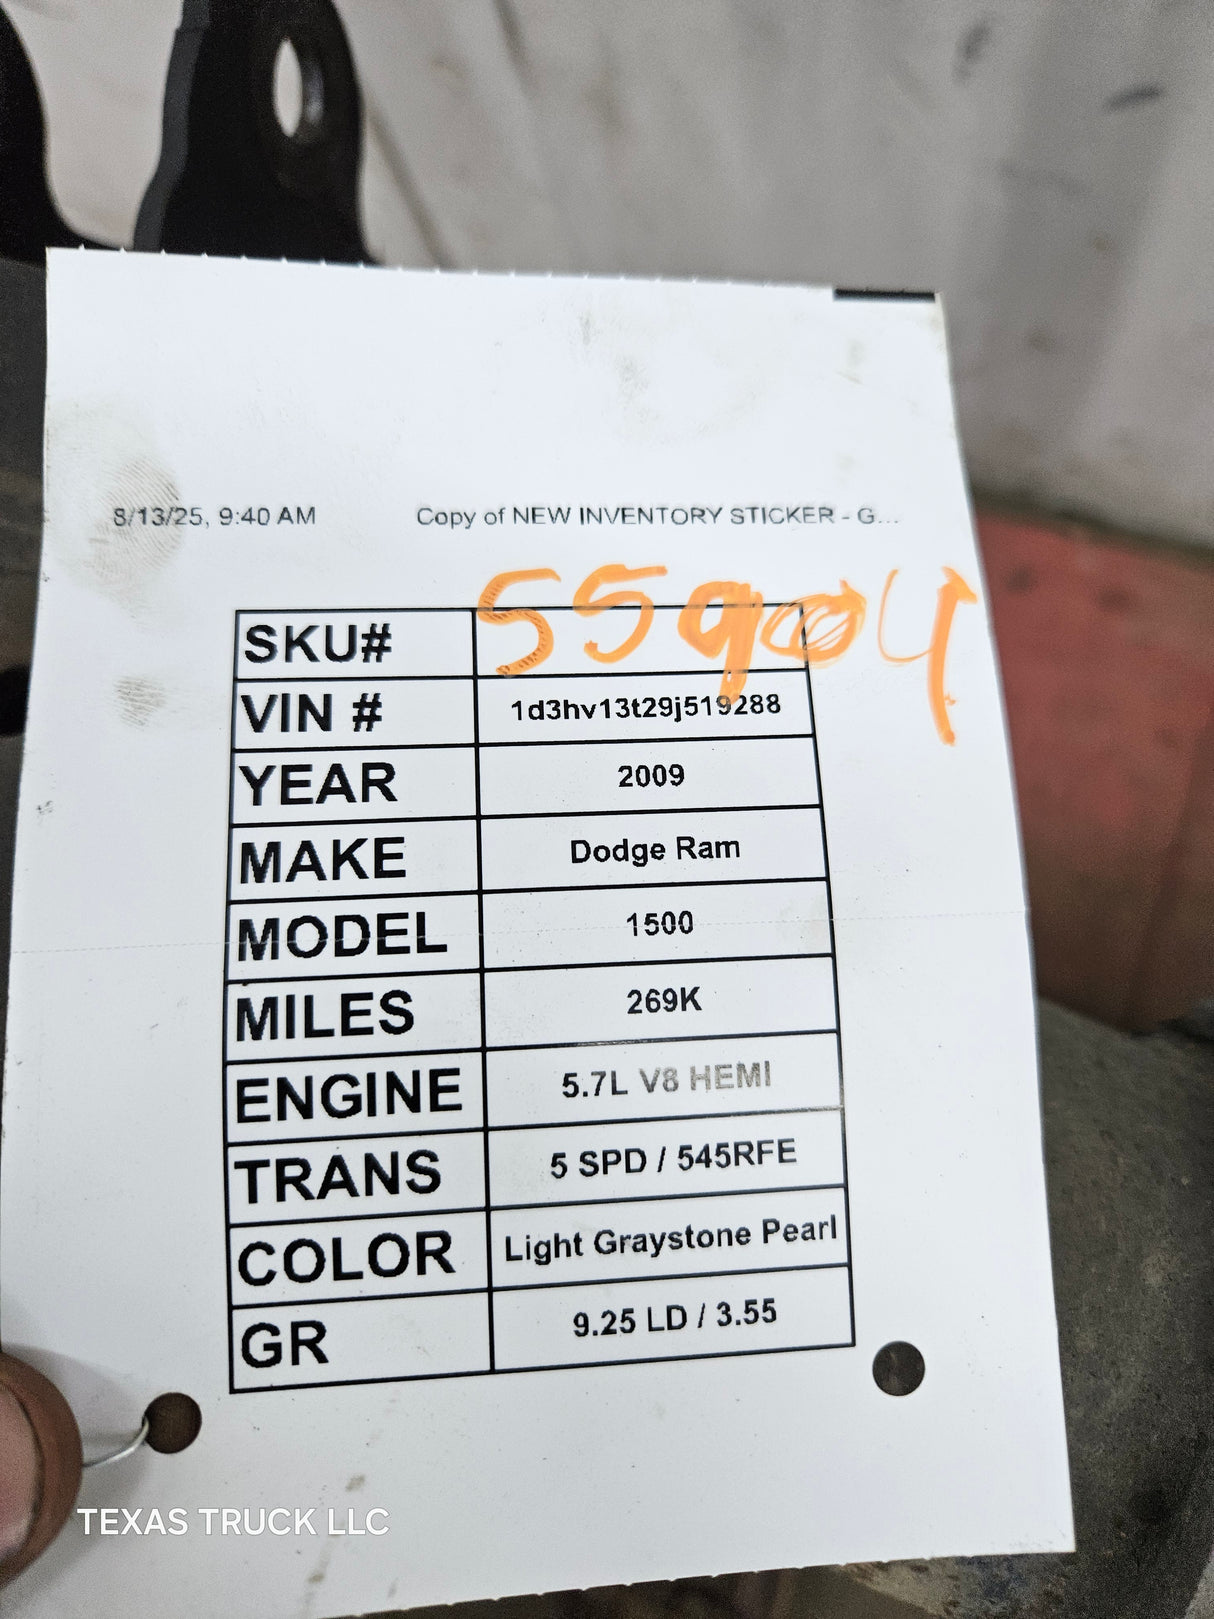 8/13/25, 9:40 AM Copy of NEW INVENTORY STICKER - G...
SKU# 55904
VIN # 1d3hv13t29j519288
YEAR 2009
MAKE Dodge Ram
MODEL 1500
MILES 269K
ENGINE 5.7L V8 HEMI
TRANS 5 SPD / 545RFE
COLOR Light Graystone Pearl
GR 9.25 LD / 3.55
TEXAS TRUCK LLC